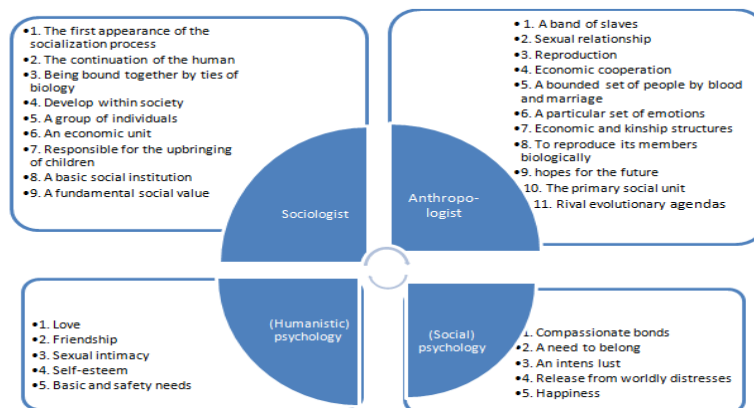 •1. The first appearance of the
socialization process
•2. The continuation of the human
•3. Being bound together by ties of
biology
•4. Develop within society
•5. A group of individuals
•6. An economic unit
•7. Responsible for the upbringing of
children
•8. A basic social institution
•9. A fundamental social value
•1. A band of slaves
•2. Sexual relationship
•3. Reproduction
•4. Economic cooperation
•5. A bounded set of people by blood
and marriage
•6. A particular set of emotions
•7. Economic and kinship structures
•8. To reproduce its members
biologically
•9. hopes for the future
10. The primary social unit
11. Rival evolutionary agendas
Sociologist
Anthropo-
logist
(Humanistic)
psychology
(Social)
psychology
•1. Love
•2. Friendship
•3. Sexual intimacy
•4. Self-esteem
•5. Basic and safety needs
1. Compassionate bonds
•2. A need to belong
•3. An intens lust
•4. Release from worldly distresses
•5. Happiness